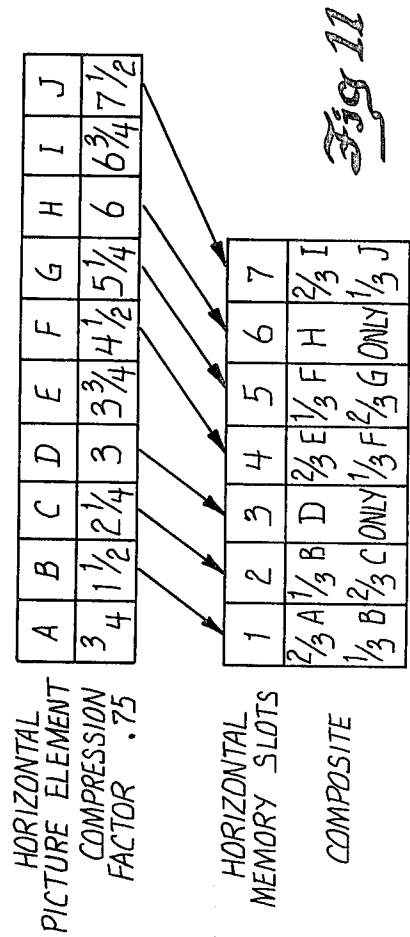 HORIZONTAL
PICTURE ELEMENT
A B C D E F G H I J
COMPRESSION
FACTOR .75
3/4 1 1/2 2 1/4 3 3 3/4 4 1/2 5 1/4 6 6 3/4 7 1/2
HORIZONTAL
MEMORY SLOTS
1 2 3 4 5 6 7
COMPOSITE
2/3 A 1/3 B D 2/3 E 1/3 F H 2/3 I
1/3 B 2/3 C ONLY 1/3 F 2/3 G ONLY 1/3 J
Fig 11